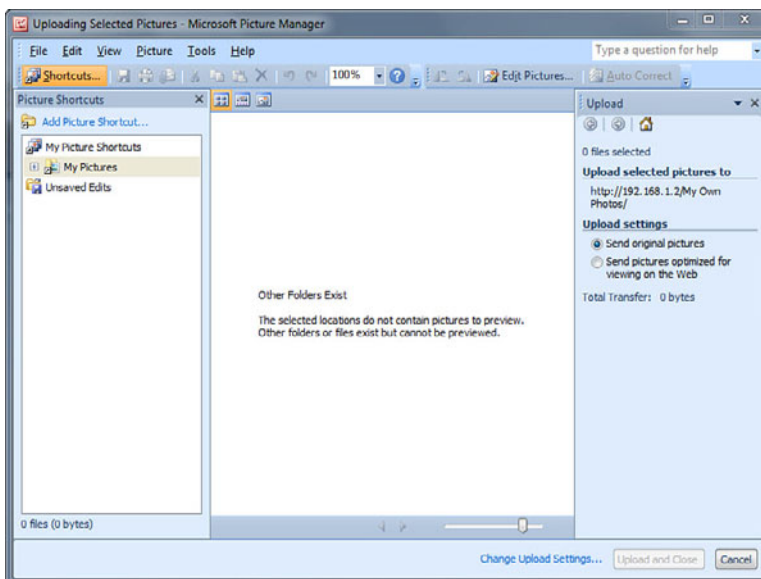 Uploading Selected Pictures - Microsoft Picture Manager
File Edit View Picture Tools Help
Type a question for help
Shortcuts... 100% Edit Pictures... Auto Correct
Picture Shortcuts
Add Picture Shortcut...
My Picture Shortcuts
My Pictures
Unsaved Edits
0 files (0 bytes)
Other Folders Exist
The selected locations do not contain pictures to preview.
Other folders or files exist but cannot be previewed.
Upload
0 files selected
Upload selected pictures to
http://192.168.1.2/My Own
Photos/
Upload settings
Send original pictures
Send pictures optimized for
viewing on the Web
Total Transfer: 0 bytes
Change Upload Settings... Upload and Close Cancel